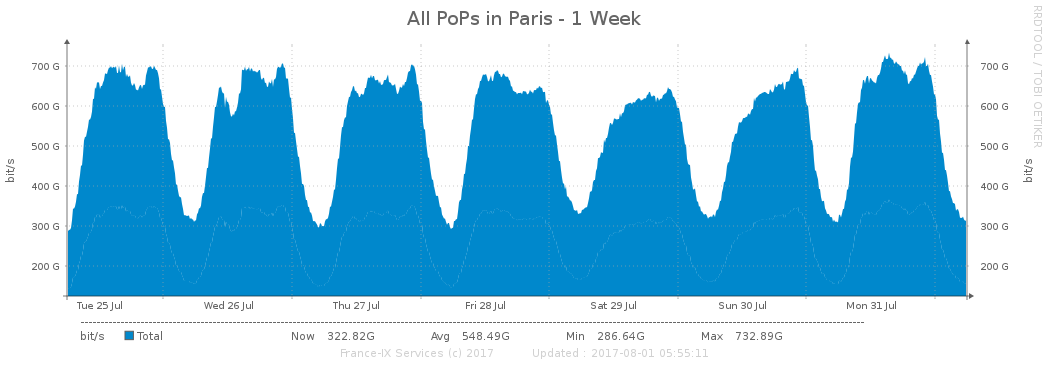 All PoPs in Paris - 1 Week
RRDTOOL / TOBI OETIKER
700 G 700 G
600 G 600 G
500 G 500 G
400 G 400 G
300 G 300 G
200 G 200 G
bit/s
bit/s
Tue 25 Jul Wed 26 Jul Thu 27 Jul Fri 28 Jul Sat 29 Jul Sun 30 Jul Mon 31 Jul
bit/s Total Now 322.82G Avg 548.49G Min 286.64G Max 732.89G
France-IX Services (c) 2017 Updated : 2017-08-01 05:55:11